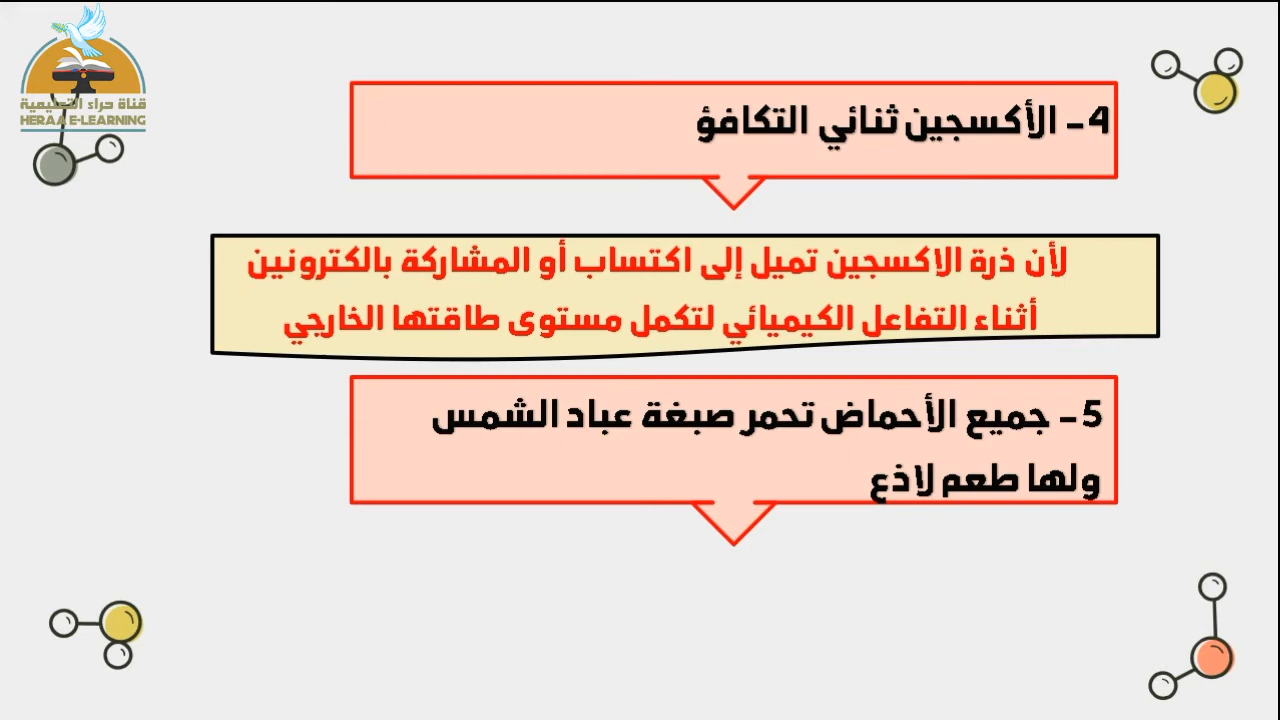 قناة حراء التعليمية
HERAA E-LEARNING
4- الأكسجين ثنائي التكافؤ
لأن ذرة الاكسجين تميل إلى اكتساب أو المشاركة بالكترونين
أثناء التفاعل الكيميائي لتكمل مستوى طاقتها الخارجي
5- جميع الأحماض تحمر صبغة عباد الشمس
ولها طعم لاذع